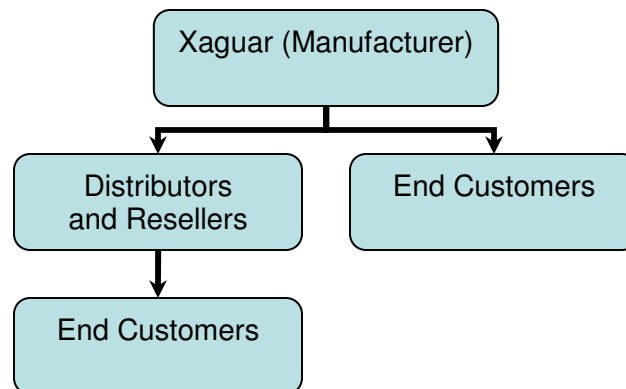 Xaguar (Manufacturer)
Distributors
and Resellers
End Customers
End Customers